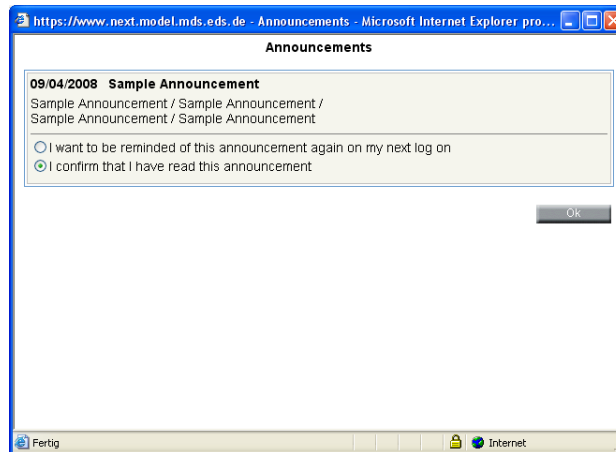 https://www.next.model.mds.eds.de - Announcements - Microsoft Internet Explorer pro...
Announcements
09/04/2008 Sample Announcement
Sample Announcement / Sample Announcement /
Sample Announcement / Sample Announcement
I want to be reminded of this announcement again on my next log on
I confirm that I have read this announcement
Ok
Fertig
Internet